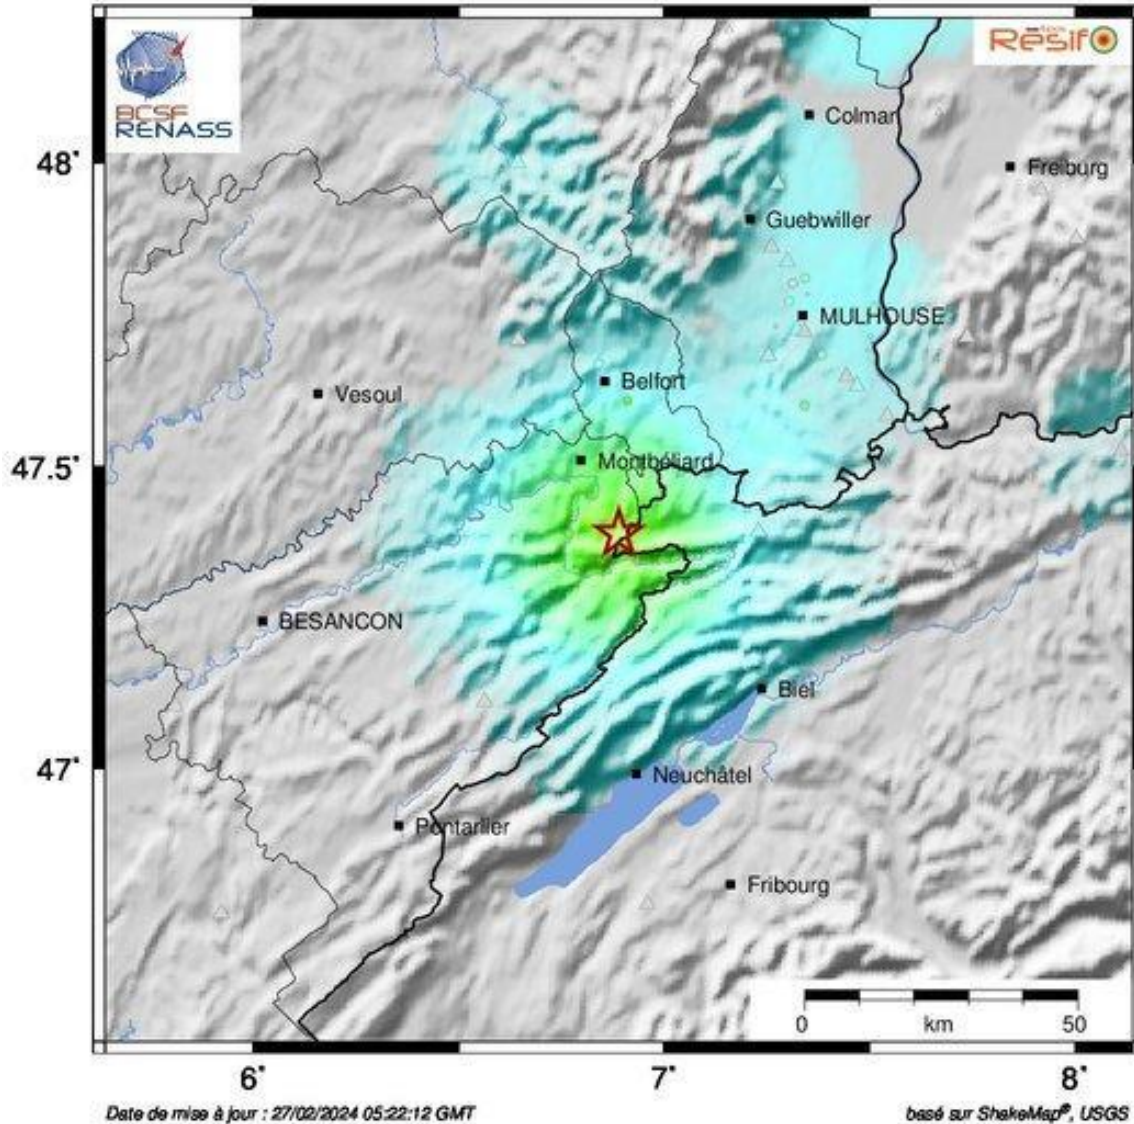 BCSF
RENASS
Résif
Colmar
48°
Freiburg
Guebwiller
MULHOUSE
Belfort
Vesoul
47.5°
Montbéliard
BESANCON
Biel
47°
Neuchâtel
Pontarlier
Fribourg
0 km 50
6° 7° 8°
Date de mise à jour : 27/02/2024 05:22:12 GMT
basé sur ShakeMap®, USGS